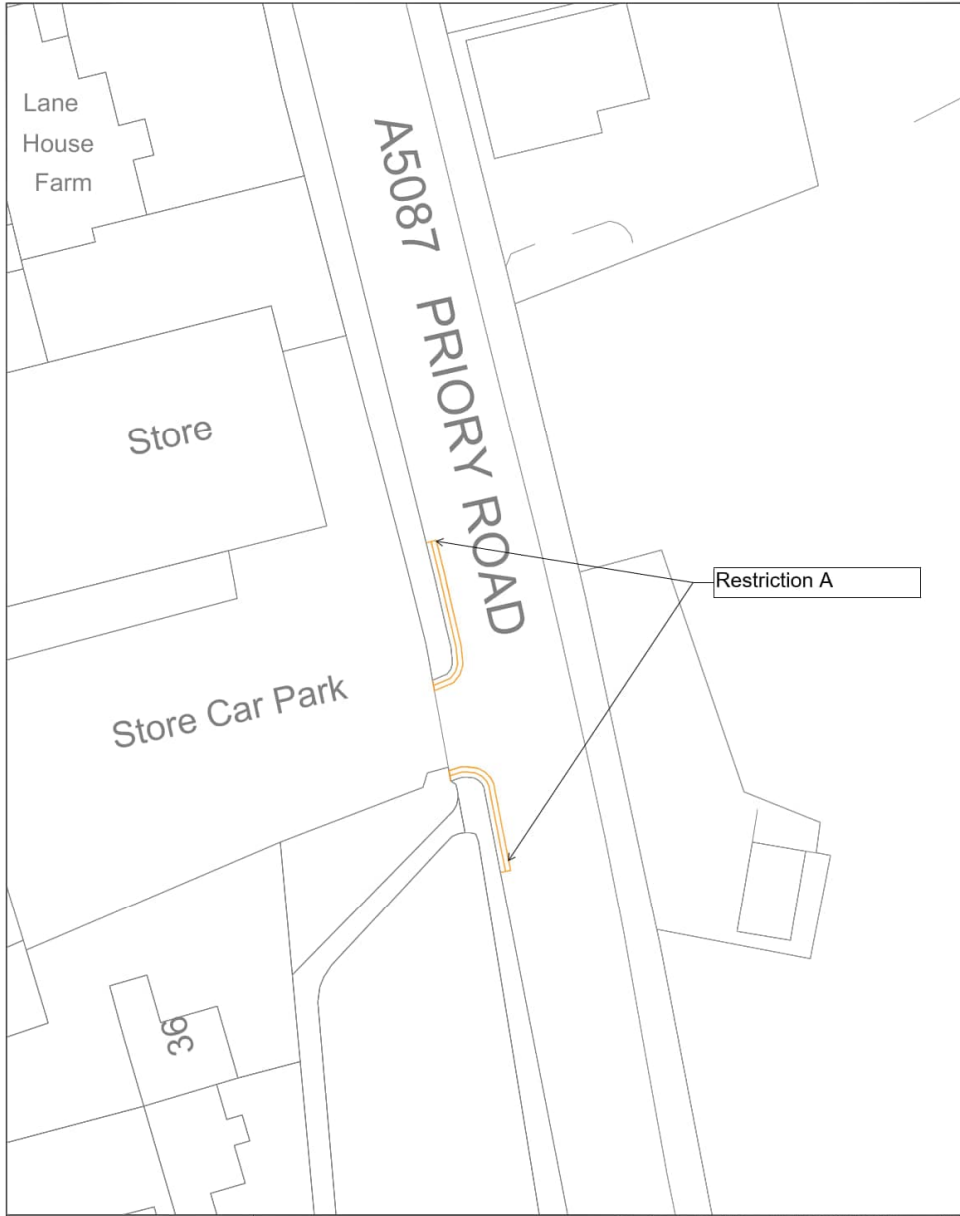 Lane
House
Farm
A5087 PRIORY ROAD
Store
Restriction A
Store Car Park
36